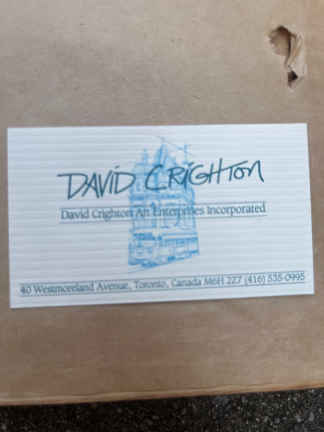 DAVID CRIGHTON
David Crighton Art Enterprises Incorporated
40 Westmoreland Avenue, Toronto, Canada M6H 2Z7 (416) 535-0995